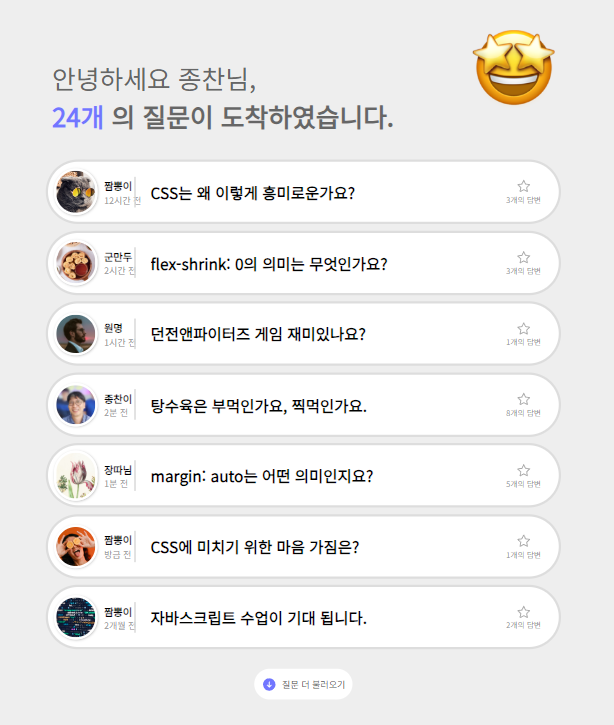 안녕하세요 종찬님,
24개 의 질문이 도착하였습니다.
짬뽕이
12시간 전
CSS는 왜 이렇게 흥미로운가요?
3개의 답변
군만두
2시간 전
flex-shrink: 0의 의미는 무엇인가요?
3개의 답변
원명
1시간 전
던전앤파이터즈 게임 재미있나요?
1개의 답변
종찬이
2분 전
탕수육은 부먹인가요, 찍먹인가요.
8개의 답변
장따님
1분 전
margin: auto는 어떤 의미인지요?
5개의 답변
짬뽕이
방금 전
CSS에 미치기 위한 마음 가짐은?
1개의 답변
짬뽕이
2개월 전
자바스크립트 수업이 기대 됩니다.
2개의 답변
질문 더 불러오기